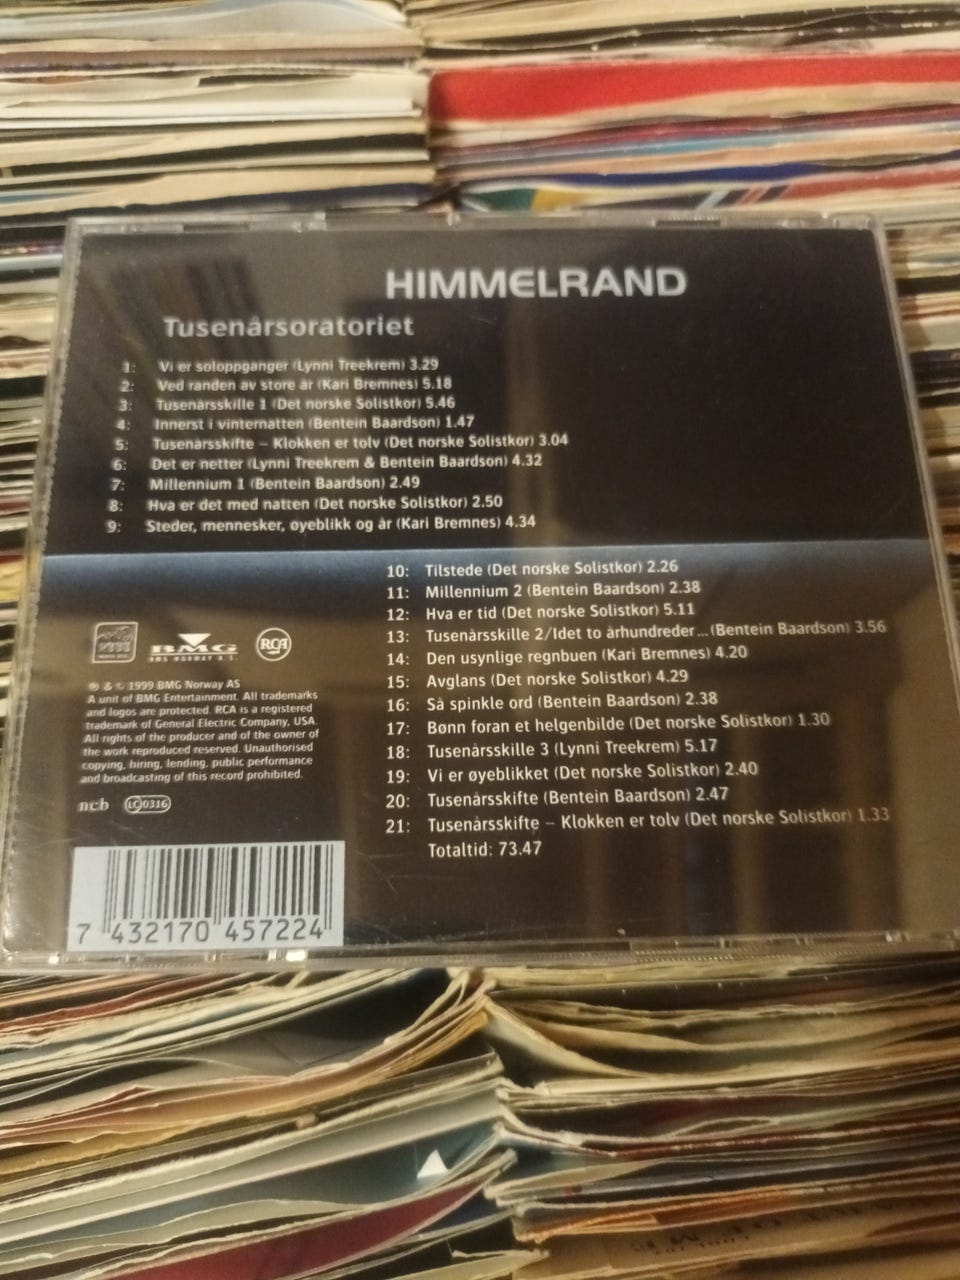 HIMMELRAND
Tusenårsoratoriet
1: Vi er soloppganger (Lynni Treekrem) 3.29
2: Ved randen av store år (Kari Bremnes) 5.18
3: Tusenårsskille 1 (Det norske Solistkor) 5.46
4: Innerst i vinternatten (Bentein Baardson) 1.47
5: Tusenårsskifte – Klokken er tolv (Det norske Solistkor) 3.04
6: Det er netter (Lynni Treekrem & Bentein Baardson) 4.32
7: Millennium 1 (Bentein Baardson) 2.49
8: Hva er det med natten (Det norske Solistkor) 2.50
9: Steder, mennesker, øyeblikk og år (Kari Bremnes) 4.34
10: Tilstede (Det norske Solistkor) 2.26
11: Millennium 2 (Bentein Baardson) 2.38
12: Hva er tid (Det norske Solistkor) 5.11
13: Tusenårsskille 2/Idet to århundreder... (Bentein Baardson) 3.56
14: Den usynlige regnbuen (Kari Bremnes) 4.20
15: Avglans (Det norske Solistkor) 4.29
16: Så spinkle ord (Bentein Baardson) 2.38
17: Bønn foran et helgenbilde (Det norske Solistkor) 1.30
18: Tusenårsskille 3 (Lynni Treekrem) 5.17
19: Vi er øyeblikket (Det norske Solistkor) 2.40
20: Tusenårsskifte (Bentein Baardson) 2.47
21: Tusenårsskifte – Klokken er tolv (Det norske Solistkor) 1.33
Totaltid: 73.47
BMG
BMG NORWAY A.S.
RCA
℗ & © 1999 BMG Norway AS
A unit of BMG Entertainment. All trademarks
and logos are protected. RCA is a registered
trademark of General Electric Company, USA.
All rights of the producer and of the owner of
the work reproduced reserved. Unauthorised
copying, hiring, lending, public performance
and broadcasting of this record prohibited.
ncb LC0316
7 432170 457224